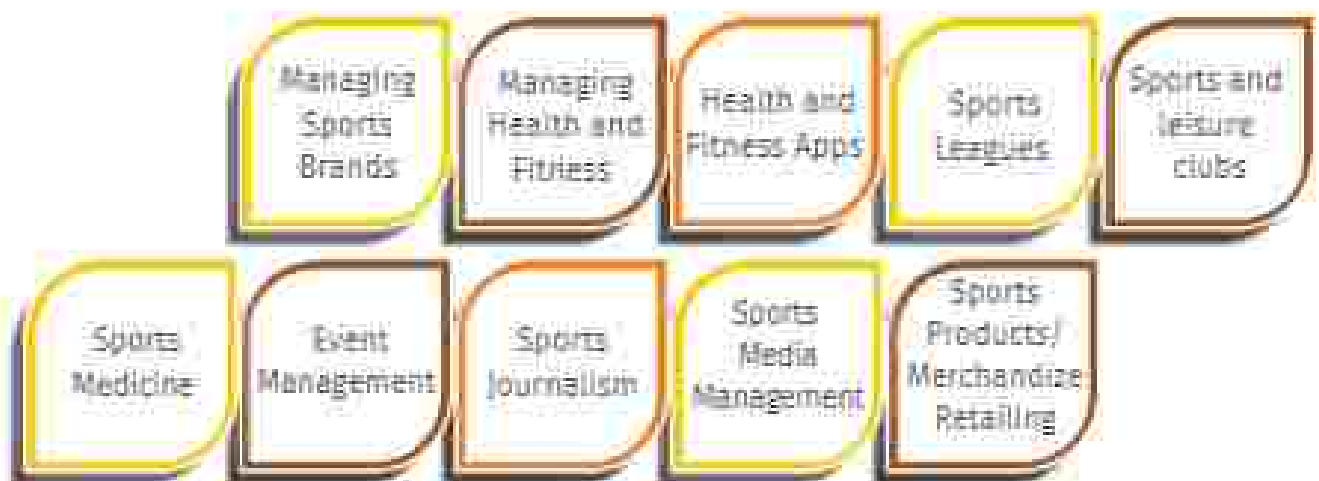 Managing
Sports
Brands
Managing
Health and
Fitness
Health and
Fitness Apps
Sports
Leagues
Sports and
leisure
clubs
Sports
Medicine
Event
Management
Sports
Journalism
Sports
Media
Management
Sports
Products/
Merchandize
Retailing